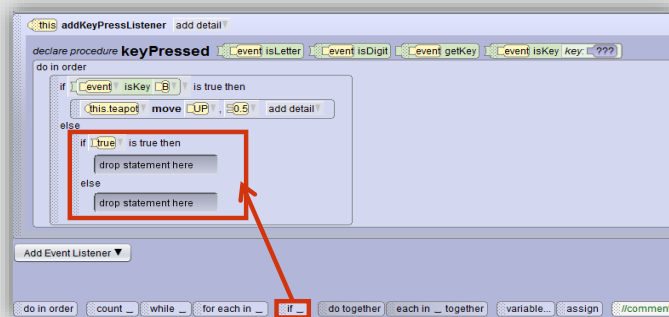 this addKeyPressListener add detail
declare procedure keyPressed event isLetter event isDigit event getKey event isKey key: ???
do in order
if event isKey B is true then
this.teapot move UP , 0.5 add detail
else
if true is true then
drop statement here
else
drop statement here
Add Event Listener
do in order count _ while _ for each in _ if _ do together each in _ together variable... assign //comment